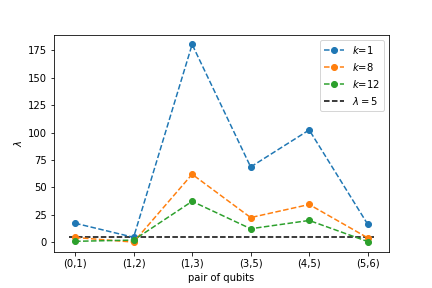 175
150
125
100
75
50
25
0
λ
k=1
k=8
k=12
λ = 5
(0,1) (1,2) (1,3) (3,5) (4,5) (5,6)
pair of qubits